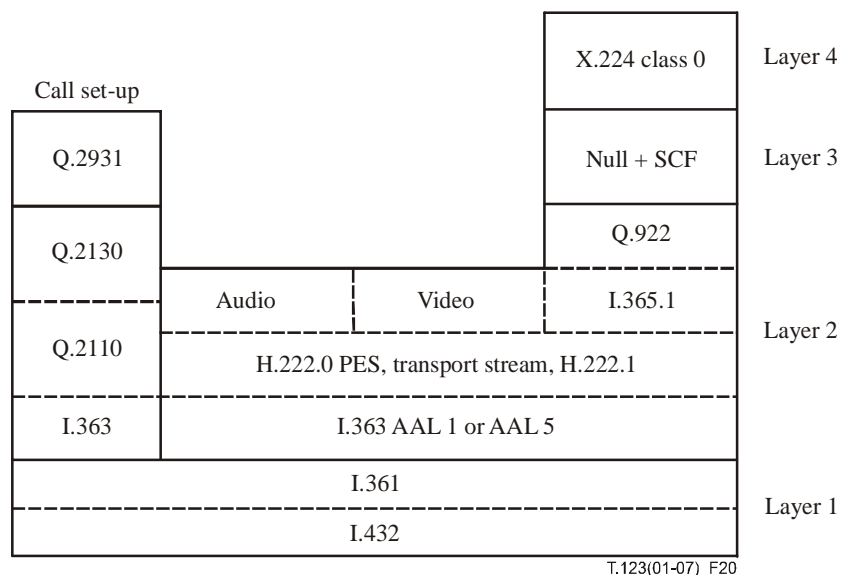 X.224 class 0
Layer 4
Call set-up
Q.2931
Null + SCF
Layer 3
Q.922
Q.2130
Audio
Video
I.365.1
Layer 2
Q.2110
H.222.0 PES, transport stream, H.222.1
I.363
I.363 AAL 1 or AAL 5
I.361
Layer 1
I.432
T.123(01-07)_F20